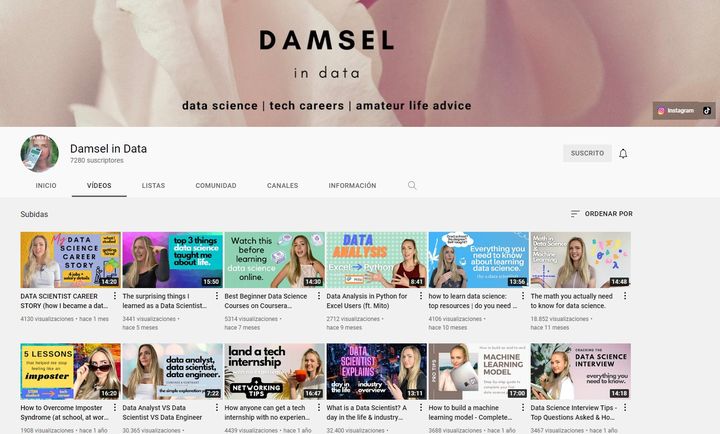 DAMSEL
in data
data science | tech careers | amateur life advice
Instagram
Damsel in Data
7280 suscriptores
SUSCRITO
INICIO VÍDEOS LISTAS COMUNIDAD CANALES INFORMACIÓN
Subidas
ORDENAR POR
My DATA SCIENCE CAREER STORY
14:20
top 3 things data science taught me about life.
15:50
Watch this before learning data science online.
14:30
DATA ANALYSIS
Excel Python
8:41
Everything you need to know about learning data science.
13:56
Math in Data Science & Machine Learning
14:48
DATA SCIENTIST CAREER STORY (how I became a dat...
4130 visualizaciones • hace 1 mes
The surprising things I learned as a Data Scientist...
3441 visualizaciones • hace 5 meses
Best Beginner Data Science Courses on Coursera...
5314 visualizaciones • hace 7 meses
Data Analysis in Python for Excel Users (ft. Mito)
2712 visualizaciones • hace 9 meses
how to learn data science: top resources | do you need ...
4106 visualizaciones • hace 10 meses
The math you actually need to know for data science.
18.852 visualizaciones • hace 11 meses
5 LESSONS
that helped me stop feeling like an
imposter
16:20
data analyst, data scientist, data engineer.
7:22
land a tech internship
+ NETWORKING TIPS
16:47
DATA SCIENTIST EXPLAINS
day in the life industry overview
13:11
how to build an end to end
MACHINE LEARNING MODEL
17:00
CRACKING THE
DATA SCIENCE INTERVIEW
everything you need to know.
14:18
How to Overcome Imposter Syndrome (at school, at wor...
1908 visualizaciones • hace 1 año
Data Analyst VS Data Scientist VS Data Engineer
30.365 visualizaciones • hace 1 año
How anyone can get a tech internship with no experien...
4439 visualizaciones • hace 1 año
What is a Data Scientist? A day in the life & industry...
32.400 visualizaciones •
How to build a machine learning model - Complete...
3688 visualizaciones • hace 1 año
Data Science Interview Tips - Top Questions Asked & Ho...
3467 visualizaciones • hace 1 año